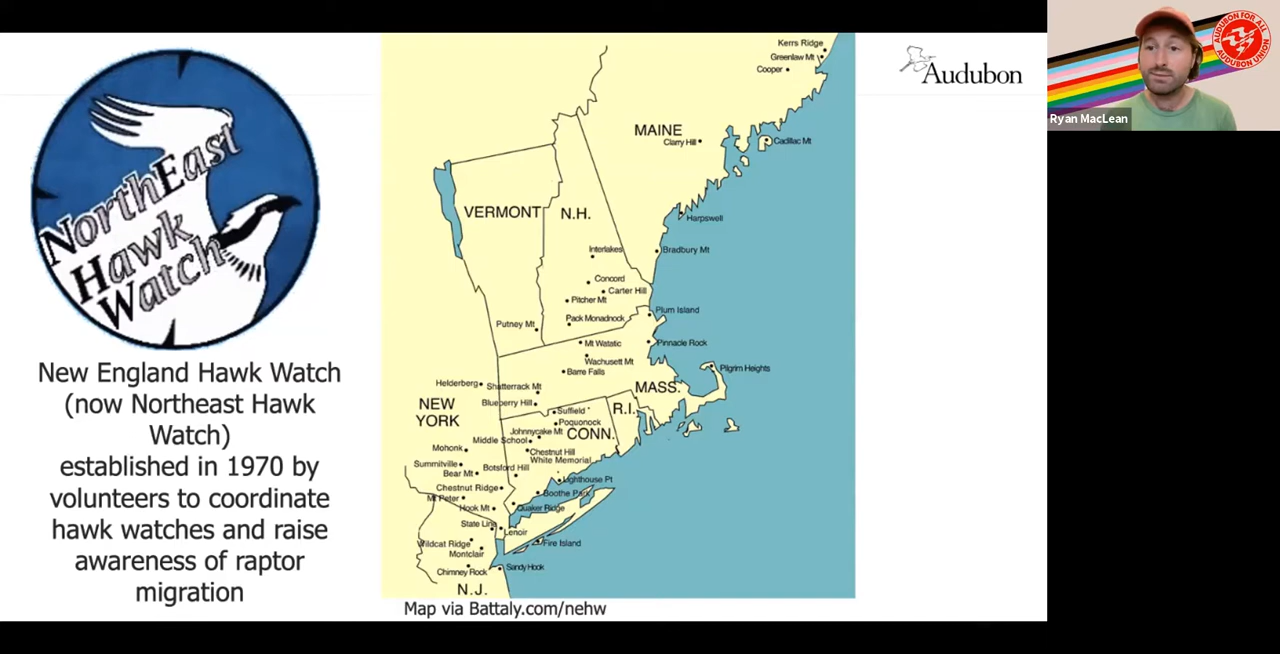 NorthEast
Hawk
Watch
New England Hawk Watch
(now Northeast Hawk
Watch)
established in 1970 by
volunteers to coordinate
hawk watches and raise
awareness of raptor
migration
Kerrs Ridge
Greenlaw Mt
Cooper
MAINE
Clarry Hill
Cadillac Mt
VERMONT
N.H.
Harpswell
Interlakes
Bradbury Mt
Concord
Carter Hill
Pitcher Mt
Plum Island
Pack Monadnock
Putney Mt
Mt Watatic
Pinnacle Rock
Wachusett Mt
Barre Falls
Pilgrim Heights
Helderberg
Shatterrack Mt
MASS.
Blueberry Hill
NEW
YORK
R.I.
Suffield
Poquonock
Johnnycake Mt
CONN.
Middle School
Mohonk
Chestnut Hill
White Memorial
Summitville
Botsford Hill
Bear Mt
Lighthouse Pt
Chestnut Ridge
Boothe Park
Mt Peter
Hook Mt
Quaker Ridge
State Line
Lenoir
Wildcat Ridge
Fire Island
Montclair
Chimney Rock
Sandy Hook
N.J.
Map via Battaly.com/nehw
Audubon
AUDUBON FOR ALL
AUDUBON UNION
Ryan MacLean